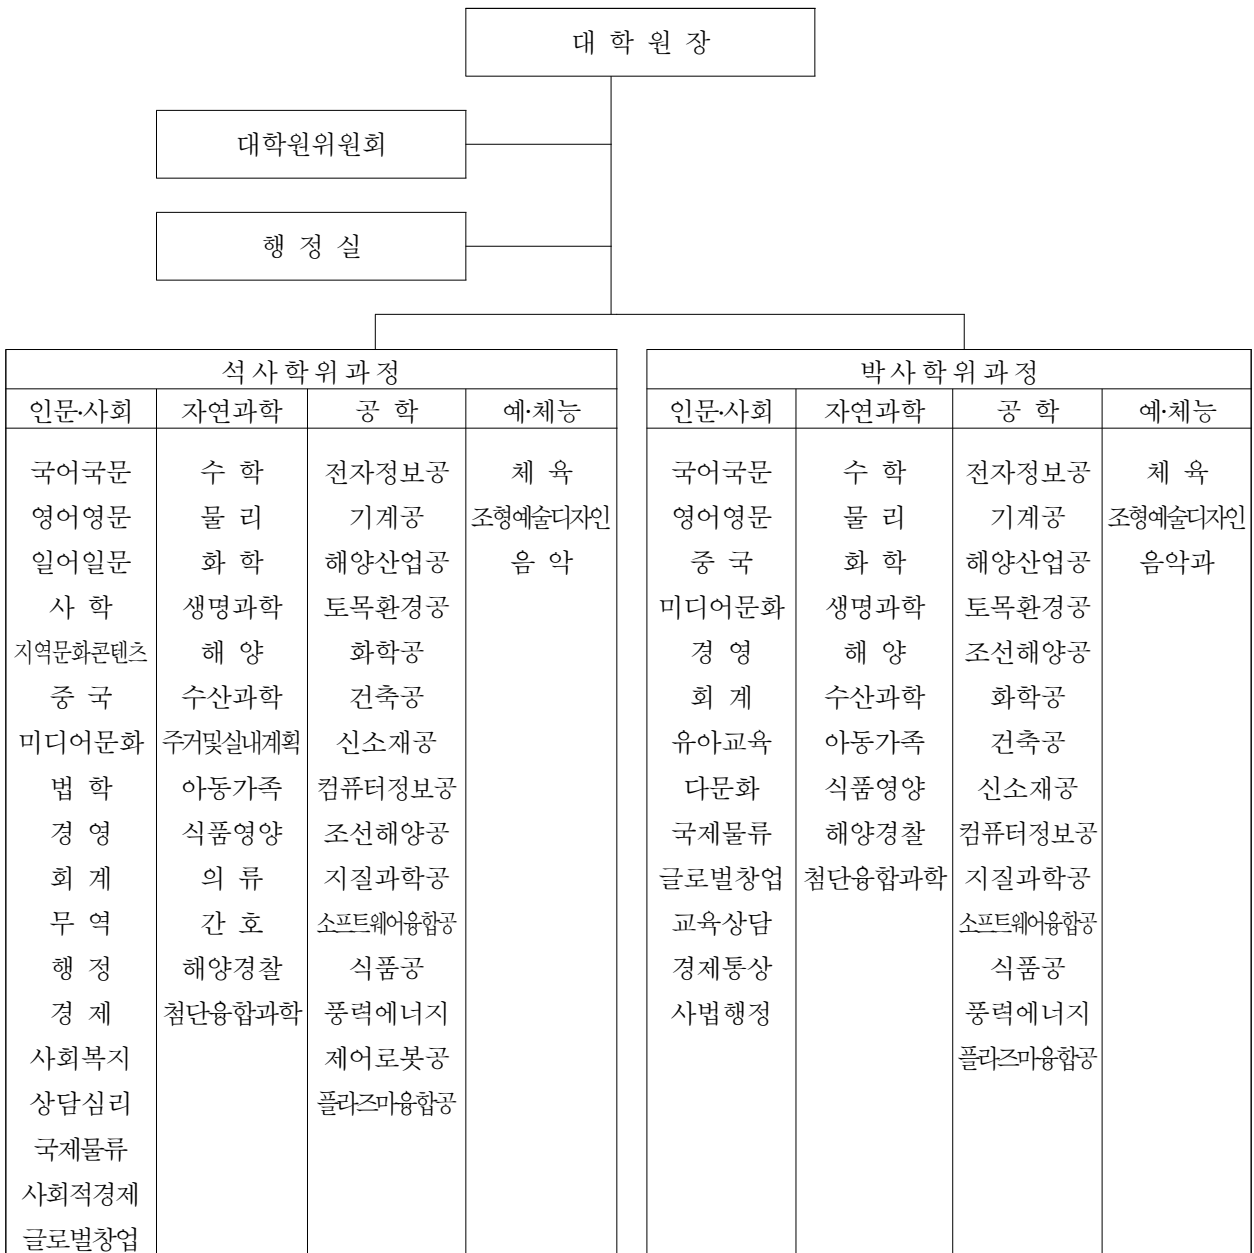 대 학 원 장
대학원위원회
행 정 실
석사학위과정 박사학위과정
인문·사회 자연과학 공 학 예·체능 인문·사회 자연과학 공 학 예·체능
국어국문 수 학 전자정보공 체 육 국어국문 수 학 전자정보공 체 육
영어영문 물 리 기계공 조형예술디자인 영어영문 물 리 기계공 조형예술디자인
일어일문 화 학 해양산업공 음 악 중 국 화 학 해양산업공 음악과
사 학 생명과학 토목환경공 미디어문화 생명과학 토목환경공
지역문화콘텐츠 해 양 화학공 경 영 해 양 조선해양공
중 국 수산과학 건축공 회 계 수산과학 화학공
미디어문화 주거및실내계획 신소재공 유아교육 아동가족 건축공
법 학 아동가족 컴퓨터정보공 다문화 식품영양 신소재공
경 영 식품영양 조선해양공 국제물류 해양경찰 컴퓨터정보공
회 계 의 류 지질과학공 글로벌창업 첨단융합과학 지질과학공
무 역 간 호 소프트웨어융합공 교육상담 소프트웨어융합공
행 정 해양경찰 식품공 경제통상 식품공
경 제 첨단융합과학 풍력에너지 사법행정 풍력에너지
사회복지 제어로봇공 플라즈마융합공
상담심리 플라즈마융합공
국제물류
사회적경제
글로벌창업